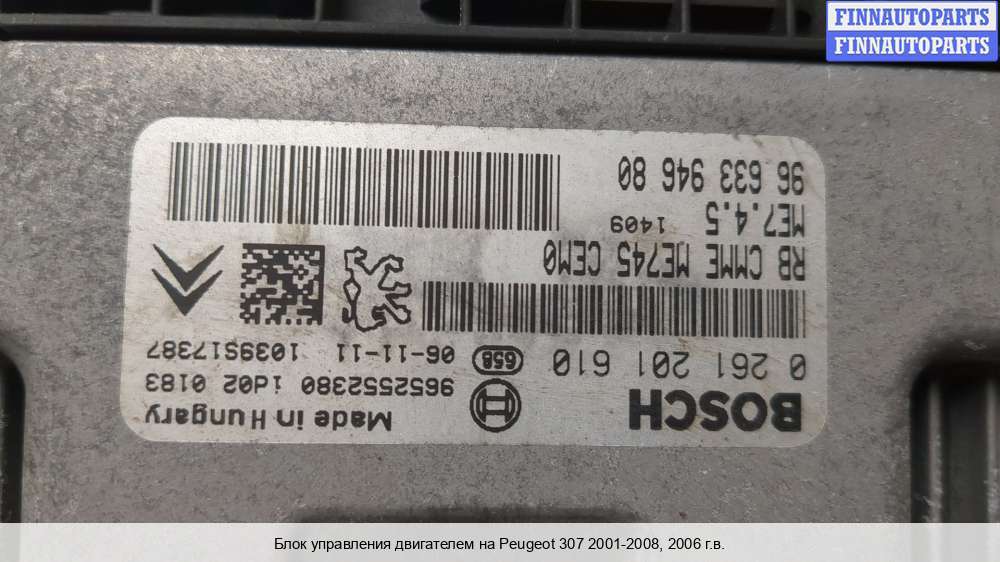 FINNAUTOPARTS
FINNAUTOPARTS
BOSCH
Made in Hungary
9652552380 1d02 0183
0 261 201 610
658
06-11-11 1039S17387
RB CMME ME745 CEM0
ME7.4.5 1409
96 633 946 80
Блок управления двигателем на Peugeot 307 2001-2008, 2006 г.в.